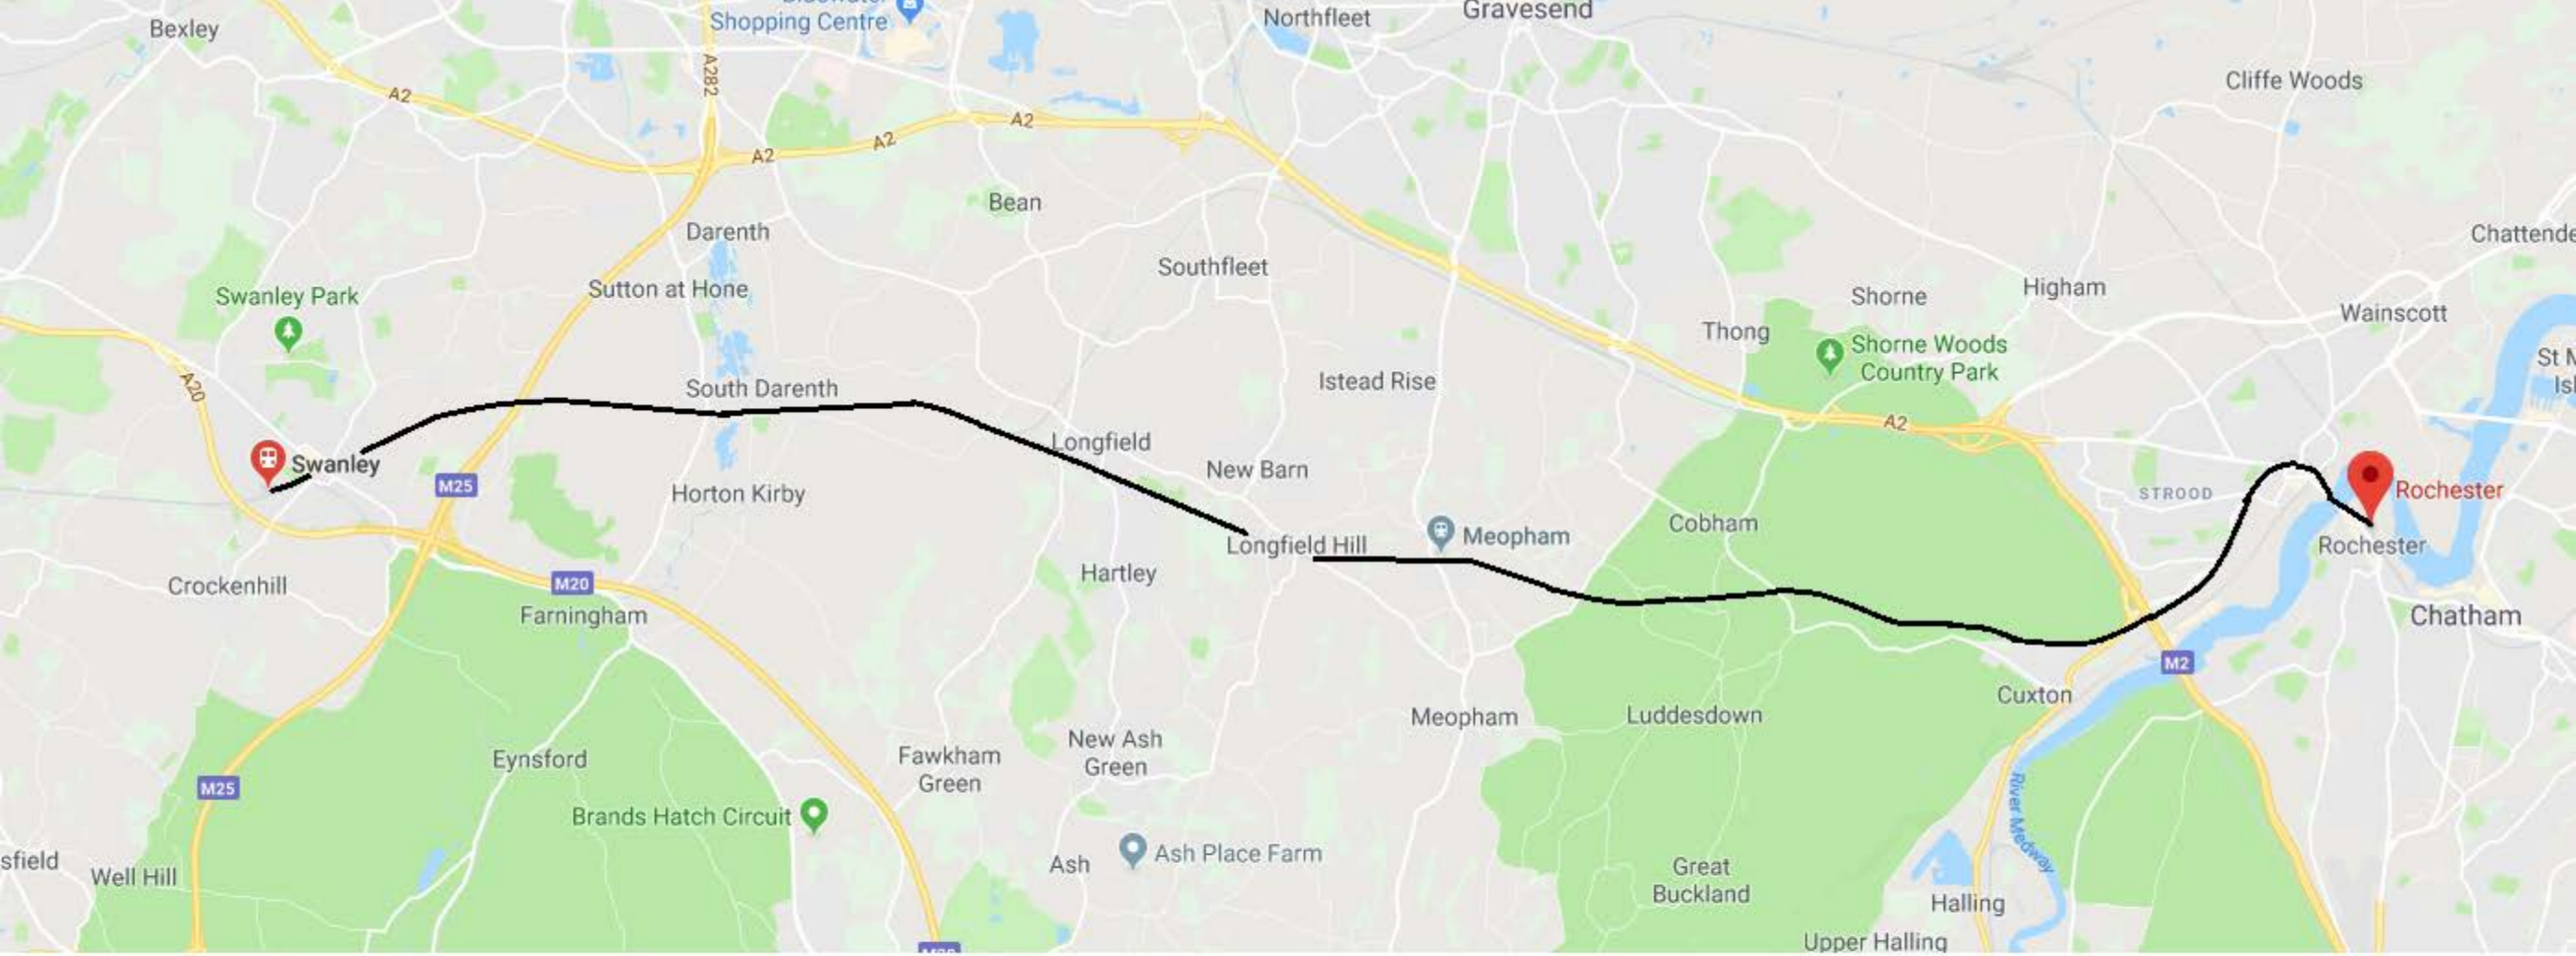 Bexley
Shopping Centre
Northfleet
Gravesend
A282
Cliffe Woods
A2
A2
A2
A2
Bean
Darenth
Chattende
Southfleet
Sutton at Hone
Swanley Park
Shorne
Higham
Wainscott
Thong
Shorne Woods
Country Park
St M
Isl
A20
South Darenth
Istead Rise
A2
Longfield
Swanley
New Barn
M25
Horton Kirby
STROOD
Rochester
Cobham
Meopham
Longfield Hill
Rochester
Hartley
Crockenhill
M20
Farningham
Chatham
M2
Cuxton
Meopham
Luddesdown
New Ash
Green
Fawkham
Green
Eynsford
M25
River Medway
Brands Hatch Circuit
Ash
Ash Place Farm
sfield
Well Hill
Great
Buckland
Halling
Upper Halling